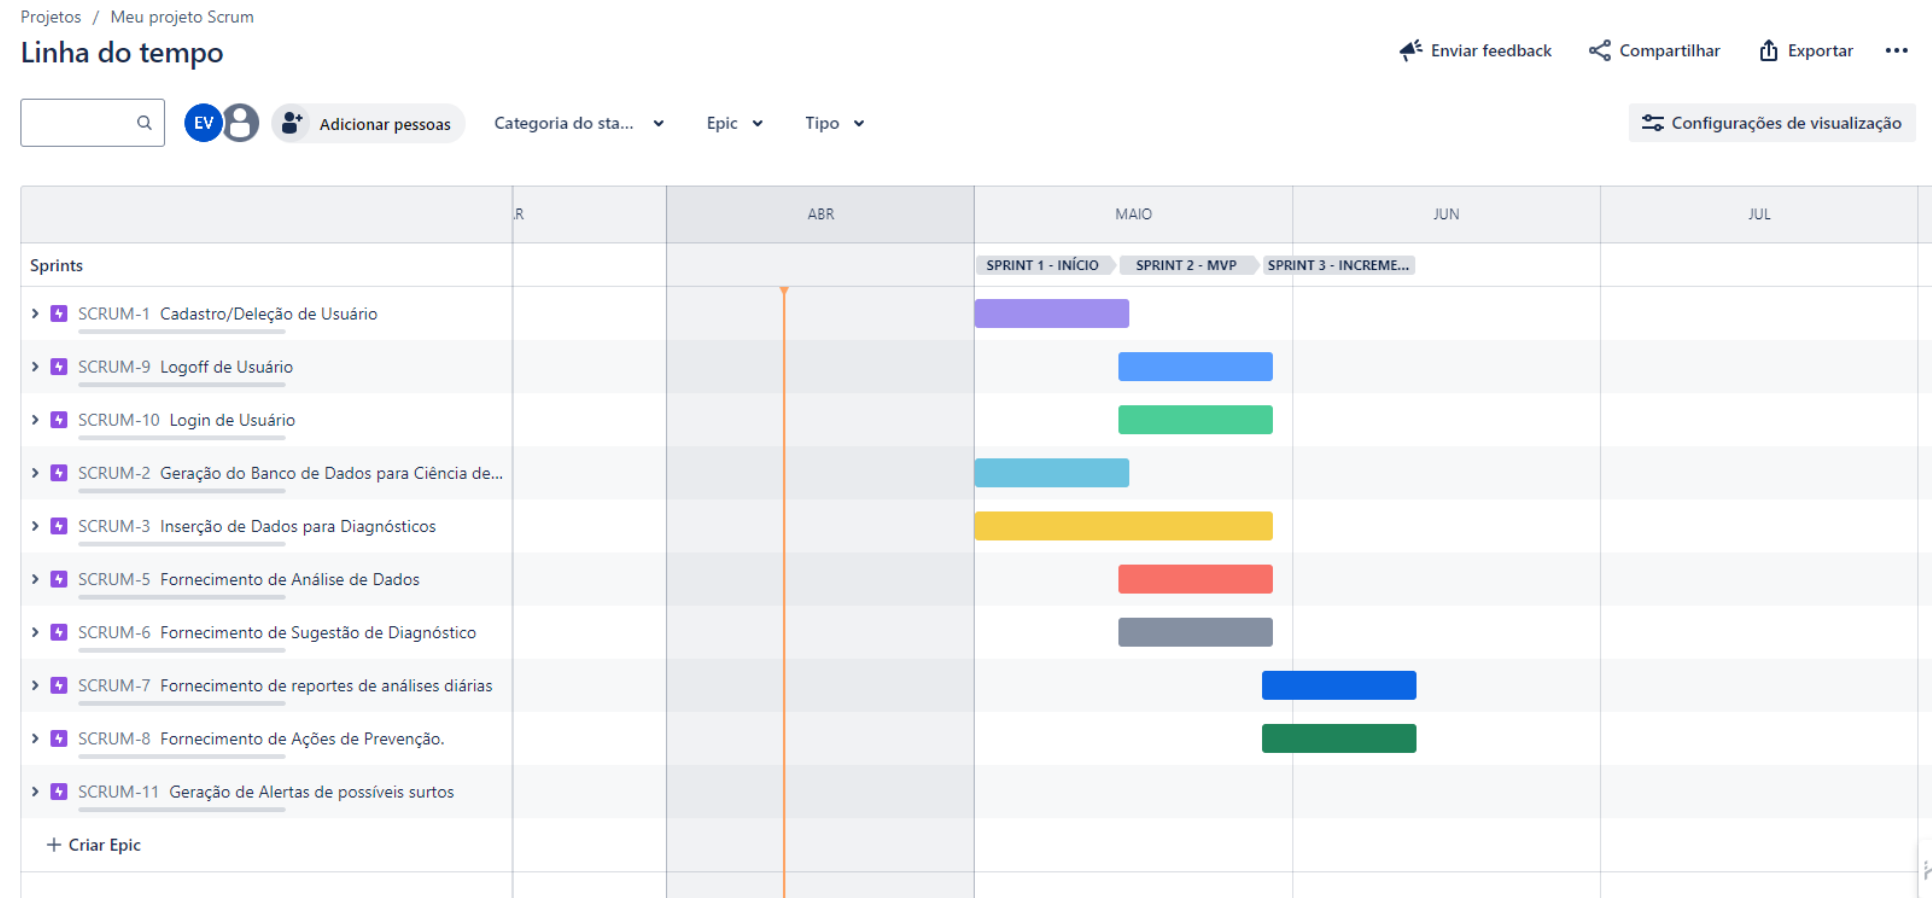 Projetos / Meu projeto Scrum
Linha do tempo
Enviar feedback
Compartilhar
Exportar
EV
Adicionar pessoas
Categoria do sta...
Epic
Tipo
Configurações de visualização
R
ABR
MAIO
JUN
JUL
Sprints
SPRINT 1 - INÍCIO
SPRINT 2 - MVP
SPRINT 3 - INCREME...
SCRUM-1 Cadastro/Deleção de Usuário
SCRUM-9 Logoff de Usuário
SCRUM-10 Login de Usuário
SCRUM-2 Geração do Banco de Dados para Ciência de...
SCRUM-3 Inserção de Dados para Diagnósticos
SCRUM-5 Fornecimento de Análise de Dados
SCRUM-6 Fornecimento de Sugestão de Diagnóstico
SCRUM-7 Fornecimento de reportes de análises diárias
SCRUM-8 Fornecimento de Ações de Prevenção.
SCRUM-11 Geração de Alertas de possíveis surtos
+ Criar Epic